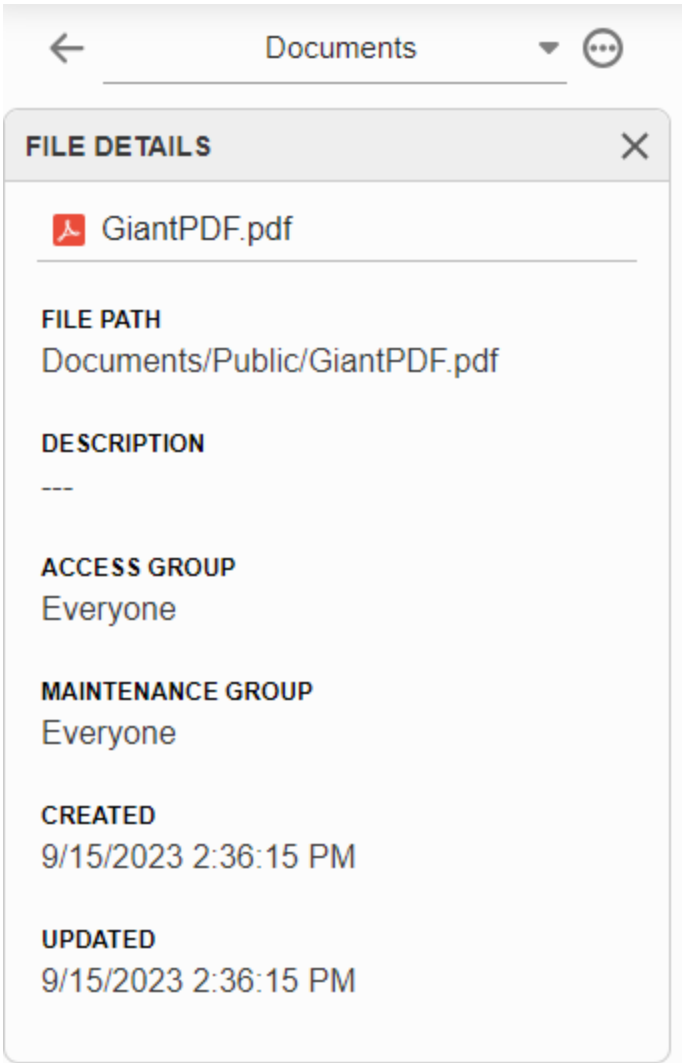 Documents
FILE DETAILS
GiantPDF.pdf
FILE PATH
Documents/Public/GiantPDF.pdf
DESCRIPTION
---
ACCESS GROUP
Everyone
MAINTENANCE GROUP
Everyone
CREATED
9/15/2023 2:36:15 PM
UPDATED
9/15/2023 2:36:15 PM